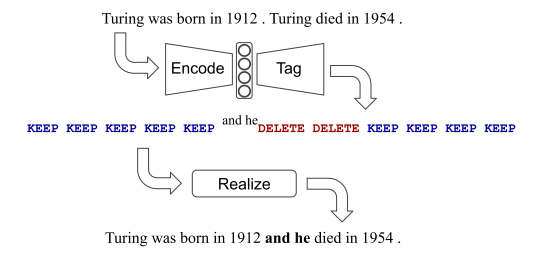 Turing was born in 1912 . Turing died in 1954 .
Encode
Tag
KEEP KEEP KEEP KEEP KEEP and he DELETE DELETE KEEP KEEP KEEP KEEP
Realize
Turing was born in 1912 and he died in 1954 .